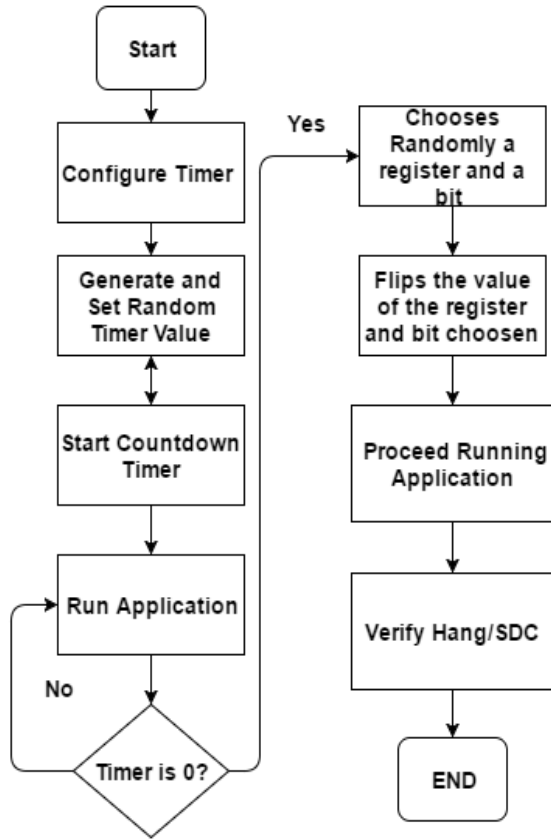 Start
Configure Timer
Generate and
Set Random
Timer Value
Start Countdown
Timer
Run Application
No
Timer is 0?
Yes
Chooses
Randomly a
register and a
bit
Flips the value
of the register
and bit choosen
Proceed Running
Application
Verify Hang/SDC
END